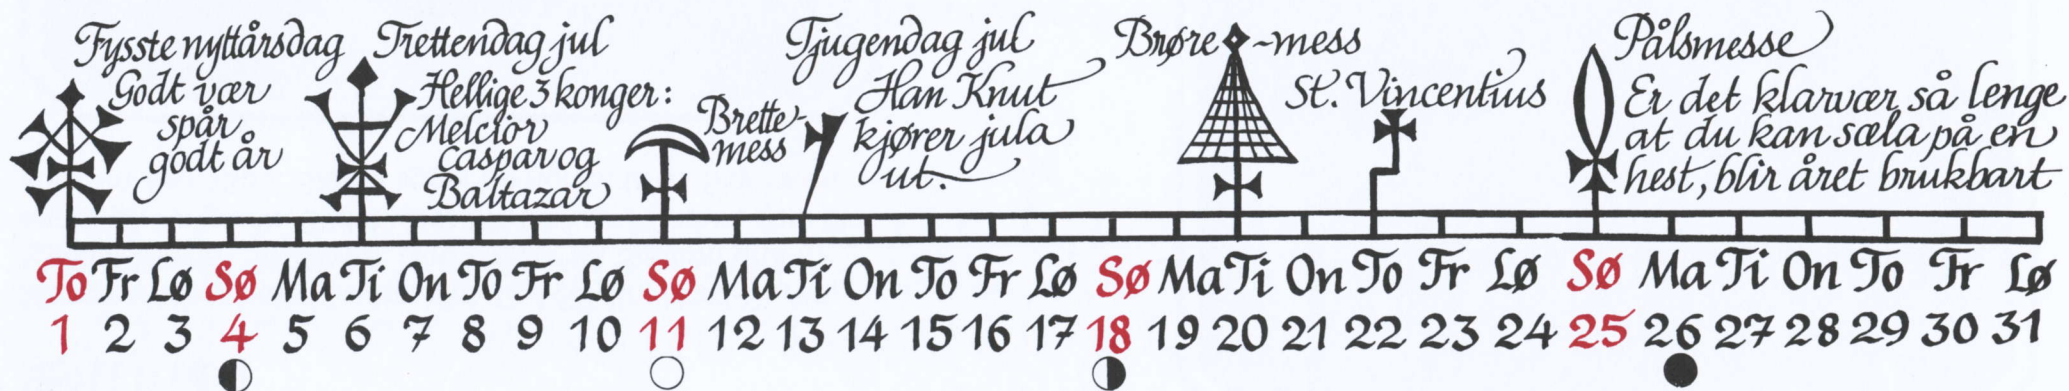 Fysste nyttårsdag
Godt vær
spår
godt år
Trettendag jul
Hellige 3 konger:
Melcior
Caspar og
Baltazar
Brette-
mess
Tjugendag jul
Han Knut
kjører jula
ut.
Brøre-mess
St. Vincentius
Pålsmesse
Er det klarvær så lenge
at du kan sæla på en
hest, blir året brukbart
To Fr Lø Sø Ma Ti On To Fr Lø Sø Ma Ti On To Fr Lø Sø Ma Ti On To Fr Lø Sø Ma Ti On To Fr Lø
1 2 3 4 5 6 7 8 9 10 11 12 13 14 15 16 17 18 19 20 21 22 23 24 25 26 27 28 29 30 31